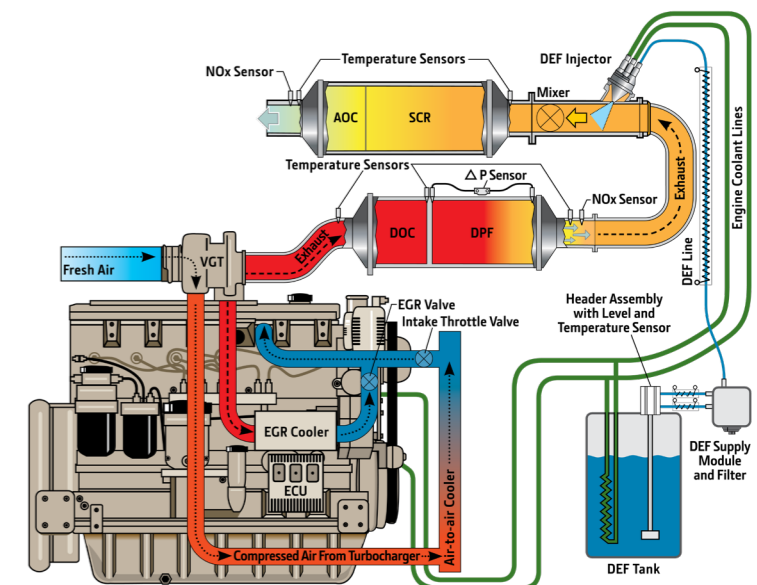 DEF Injector
Temperature Sensors
NOx Sensor
Mixer
AOC
SCR
Engine Coolant Lines
Temperature Sensors
△ P Sensor
NOx Sensor
Exhaust
DOC
DPF
Exhaust
VGT
Fresh Air
DEF Line
EGR Valve
Intake Throttle Valve
Header Assembly
with Level and
Temperature Sensor
EGR Cooler
ECU
DEF Supply
Module
and Filter
Air-to-air Cooler
Compressed Air From Turbocharger
DEF Tank